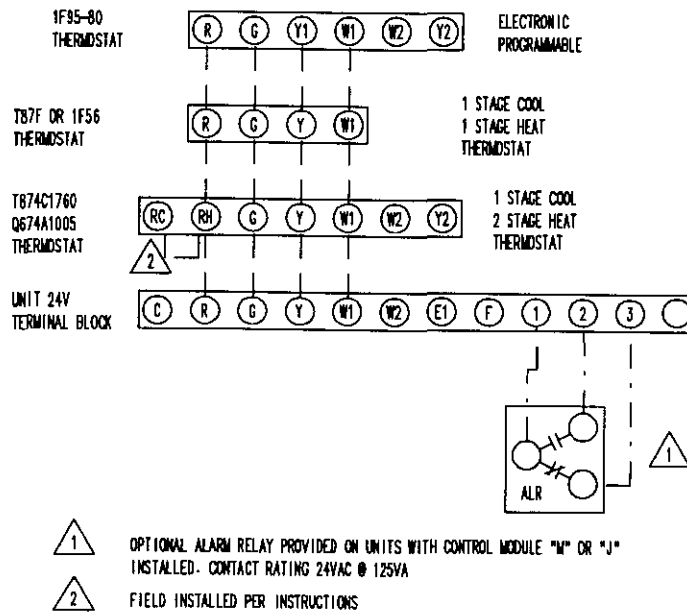 1F95-80
THERMOSTAT
R G Y1 W1 W2 Y2
ELECTRONIC
PROGRAMMABLE
T87F OR 1F56
THERMOSTAT
R G Y W1
1 STAGE COOL
1 STAGE HEAT
THERMOSTAT
T874C1760
Q674A1005
THERMOSTAT
RC RH G Y W1 W2 Y2
1 STAGE COOL
2 STAGE HEAT
THERMOSTAT
2
UNIT 24V
TERMINAL BLOCK
C R G Y W1 W2 E1 F 1 2 3
ALR
1
1 OPTIONAL ALARM RELAY PROVIDED ON UNITS WITH CONTROL MODULE "M" OR "J"
INSTALLED. CONTACT RATING 24VAC @ 125VA
2 FIELD INSTALLED PER INSTRUCTIONS